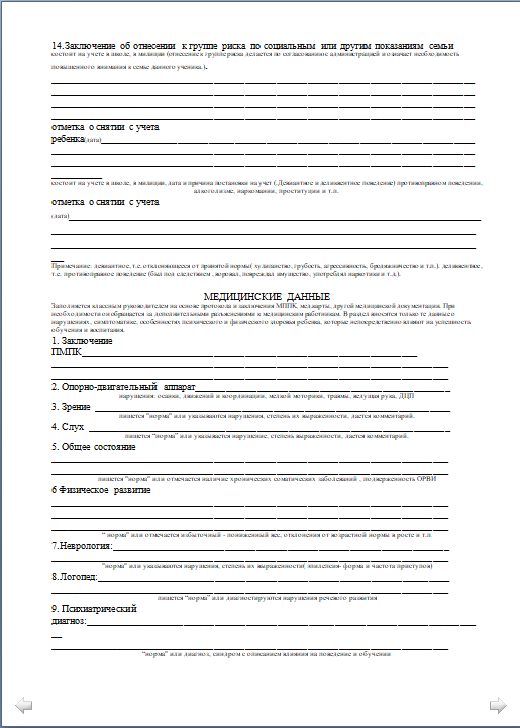 14.Заключение об отнесении к группе риска по социальным или другим показаниям семьи
состоит на учете в школе, в милиции (отнесение к группе риска делается по согласованию с администрацией и означает необходимость
повышенного внимания к семье данного ученика.).
отметка о снятии с учета
ребенка(дата)
состоит на учете в школе, в милиции, дата и причина постановки на учет (Девиантное и делинквентное поведение) противоправном поведении,
алкоголизме, наркомании, проституции и т.п.
отметка о снятии с учета
(дата)
Примечание: девиантное, т.е. отклоняющееся от принятой нормы( хулиганство, грубость, агрессивность, бродяжничество и т.п.). делинквентное ,
т.е. противоправное поведение (был под следствием, воровал, повреждал имущество, употреблял наркотики и т.д.).
МЕДИЦИНСКИЕ ДАННЫЕ
Заполняется классным руководителем на основе протокола и заключения МППК, медкарты, другой медицинской документации. При
необходимости он обращается за дополнительными разъяснениями к медицинским работникам. В раздел вносятся только те данные о
нарушениях, симптоматике, особенностях психического и физического здоровья ребенка, которые непосредственно влияют на успешность
обучения и воспитания.
1. Заключение
ПМПК
2. Опорно-двигательный аппарат
нарушения: осанки, движений и координации, мелкой моторики, травмы, ведущая рука, ДЦП
3. Зрение
пишется "норма" или указываются нарушения, степень их выраженности, дается комментарий.
4. Слух
пишется "норма" или указывается нарушение, степень выраженности, дается комментарий.
5. Общее состояние
пишется "норма" или отмечается наличие хронических соматических заболеваний , подверженность ОРВИ
6 Физическое развитие
" норма" или отмечается избыточный - пониженный вес, отклонения от возрастной нормы в росте и т.п.
7.Неврология:
"норма" или указываются нарушения, степень их выраженности( эпилепсия- форма и частота приступов)
8.Логопед:
пишется "норма" или диагностируются нарушения речевого развития
9. Психиатрический
диагноз:
"норма" или диагноз, синдром с описанием влияния на поведение и обучении